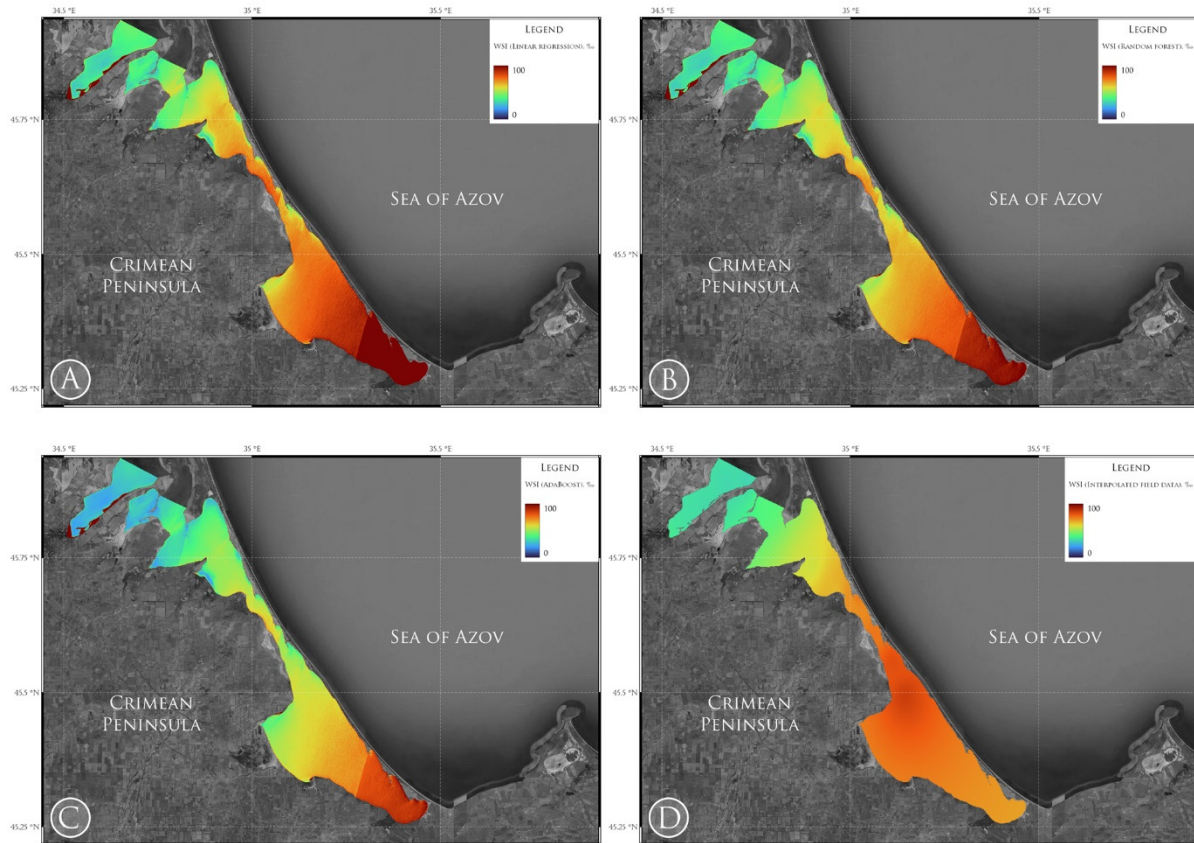 34.5 °E
35 °E
35.5 °E
34.5 °E
35 °E
35.5 °E
LEGEND
WSI (LINEAR REGRESSION), ‰
100
0
LEGEND
WSI (RANDOM FOREST), ‰
100
0
45.75 °N
45.5 °N
45.25 °N
45.75 °N
45.5 °N
45.25 °N
SEA OF AZOV
SEA OF AZOV
CRIMEAN
PENINSULA
CRIMEAN
PENINSULA
A
B
34.5 °E
35 °E
35.5 °E
34.5 °E
35 °E
35.5 °E
LEGEND
WSI (ADABOOST), ‰
100
0
LEGEND
WSI (INTERPOLATED FIELD DATA), ‰
100
0
45.75 °N
45.5 °N
45.25 °N
45.75 °N
45.5 °N
45.25 °N
SEA OF AZOV
SEA OF AZOV
CRIMEAN
PENINSULA
CRIMEAN
PENINSULA
C
D